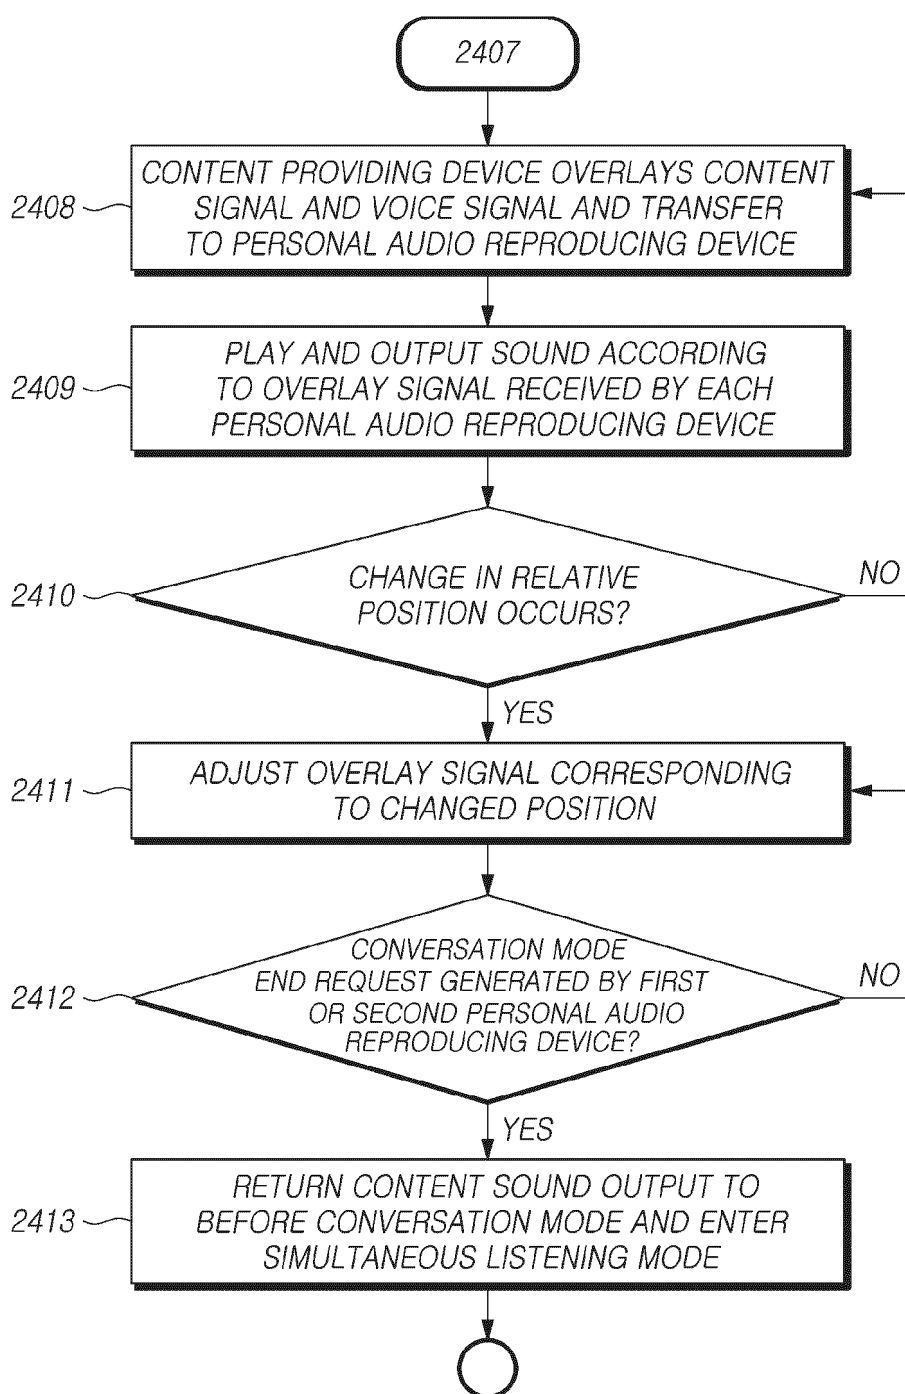 2407
2408
CONTENT PROVIDING DEVICE OVERLAYS CONTENT
SIGNAL AND VOICE SIGNAL AND TRANSFER
TO PERSONAL AUDIO REPRODUCING DEVICE
2409
PLAY AND OUTPUT SOUND ACCORDING
TO OVERLAY SIGNAL RECEIVED BY EACH
PERSONAL AUDIO REPRODUCING DEVICE
2410
CHANGE IN RELATIVE
POSITION OCCURS?
NO
YES
2411
ADJUST OVERLAY SIGNAL CORRESPONDING
TO CHANGED POSITION
2412
CONVERSATION MODE
END REQUEST GENERATED BY FIRST
OR SECOND PERSONAL AUDIO
REPRODUCING DEVICE?
NO
YES
2413
RETURN CONTENT SOUND OUTPUT TO
BEFORE CONVERSATION MODE AND ENTER
SIMULTANEOUS LISTENING MODE